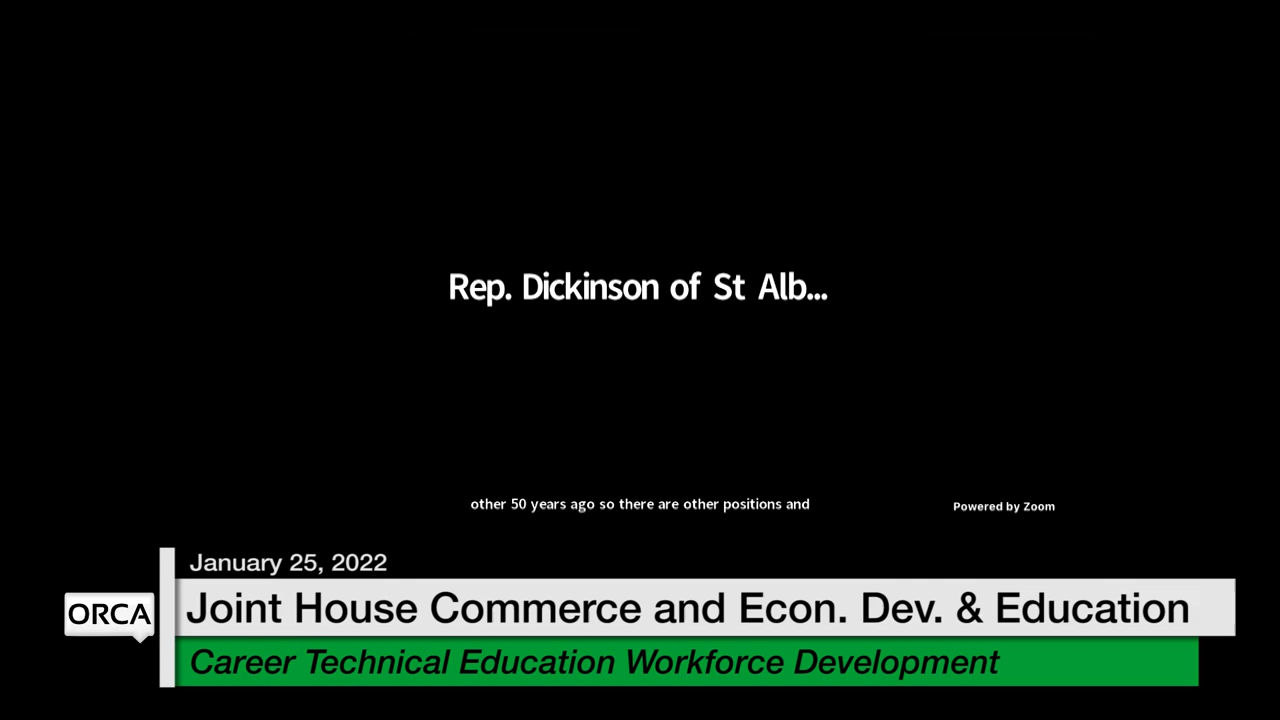 Rep. Dickinson of St Alb...
other 50 years ago so there are other positions and
Powered by Zoom
January 25, 2022
ORCA
Joint House Commerce and Econ. Dev. & Education
Career Technical Education Workforce Development